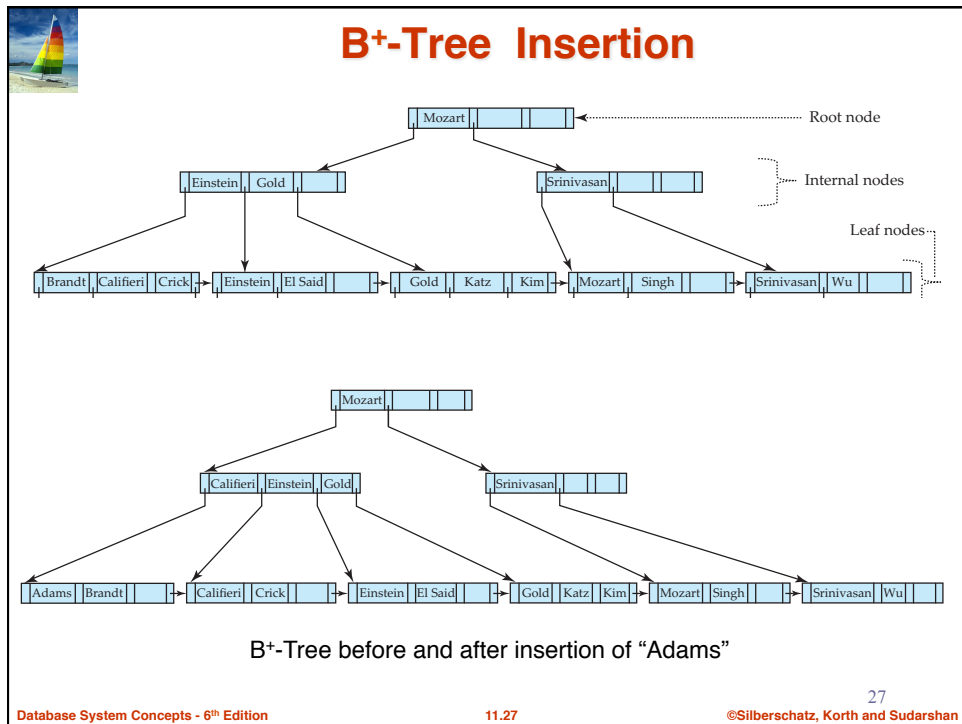 B+-Tree Insertion
Mozart
Root node
Einstein Gold
Srinivasan
Internal nodes
Leaf nodes
Brandt Califieri Crick
Einstein El Said
Gold Katz Kim
Mozart Singh
Srinivasan Wu
Mozart
Califieri Einstein Gold
Srinivasan
Adams Brandt
Califieri Crick
Einstein El Said
Gold Katz Kim
Mozart Singh
Srinivasan Wu
B+-Tree before and after insertion of “Adams”
27
Database System Concepts - 6th Edition
11.27
©Silberschatz, Korth and Sudarshan